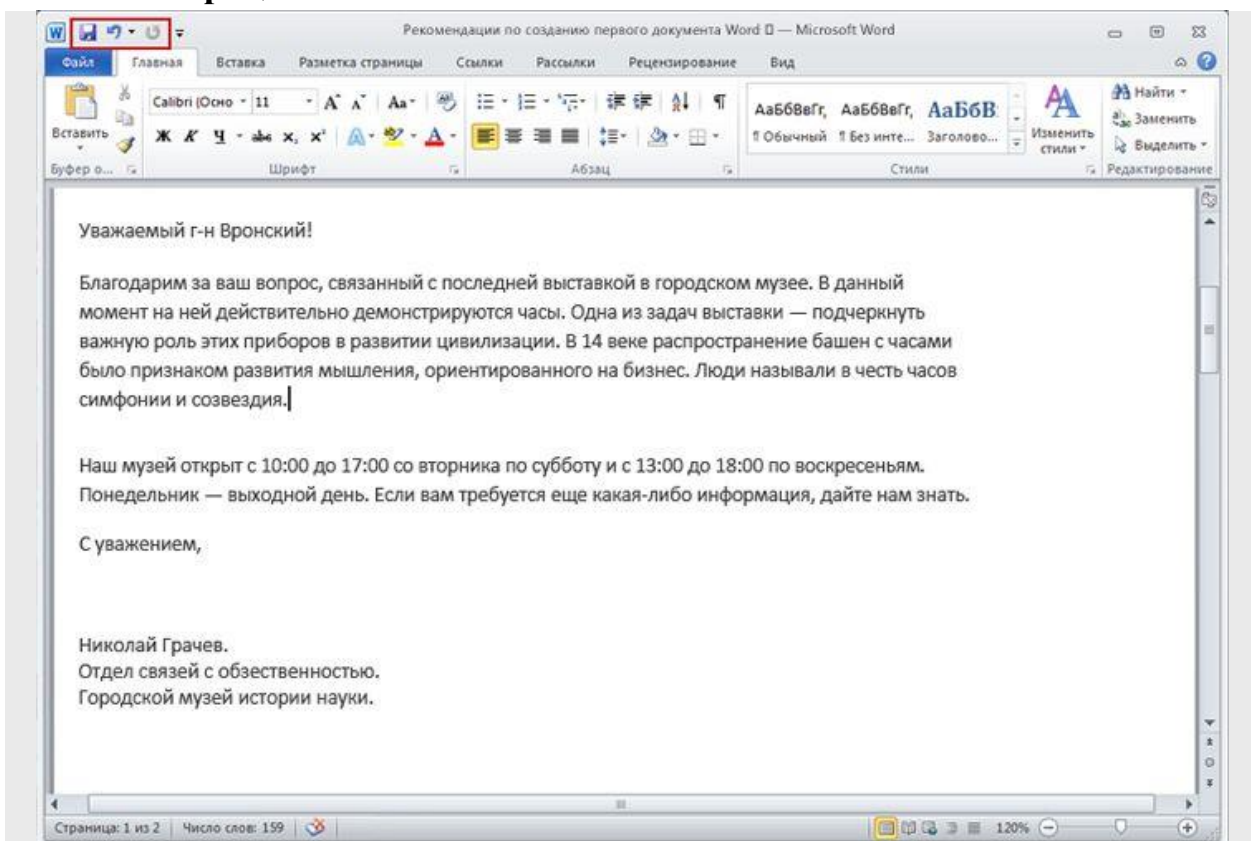 Рекомендации по созданию первого документа Word — Microsoft Word
Файл Главная Вставка Разметка страницы Ссылки Рассылки Рецензирование Вид
Calibri (Осно 11 Аа АаБбВвГг, АаБбВвГг, АаБбВ Найти
Заменить
Вставить Ж К Ч abc x, x² А 1 Обычный 1 Без инте... Заголово... Изменить стили Выделить
Буфер о... Шрифт Абзац Стили Редактирование
Уважаемый г-н Вронский!
Благодарим за ваш вопрос, связанный с последней выставкой в городском музее. В данный
момент на ней действительно демонстрируются часы. Одна из задач выставки — подчеркнуть
важную роль этих приборов в развитии цивилизации. В 14 веке распространение башен с часами
было признаком развития мышления, ориентированного на бизнес. Люди называли в честь часов
симфонии и созвездия.
Наш музей открыт с 10:00 до 17:00 со вторника по субботу и с 13:00 до 18:00 по воскресеньям.
Понедельник — выходной день. Если вам требуется еще какая-либо информация, дайте нам знать.
С уважением,
Николай Грачев.
Отдел связей с обзественностью.
Городской музей истории науки.
Страница: 1 из 2 Число слов: 159 120%